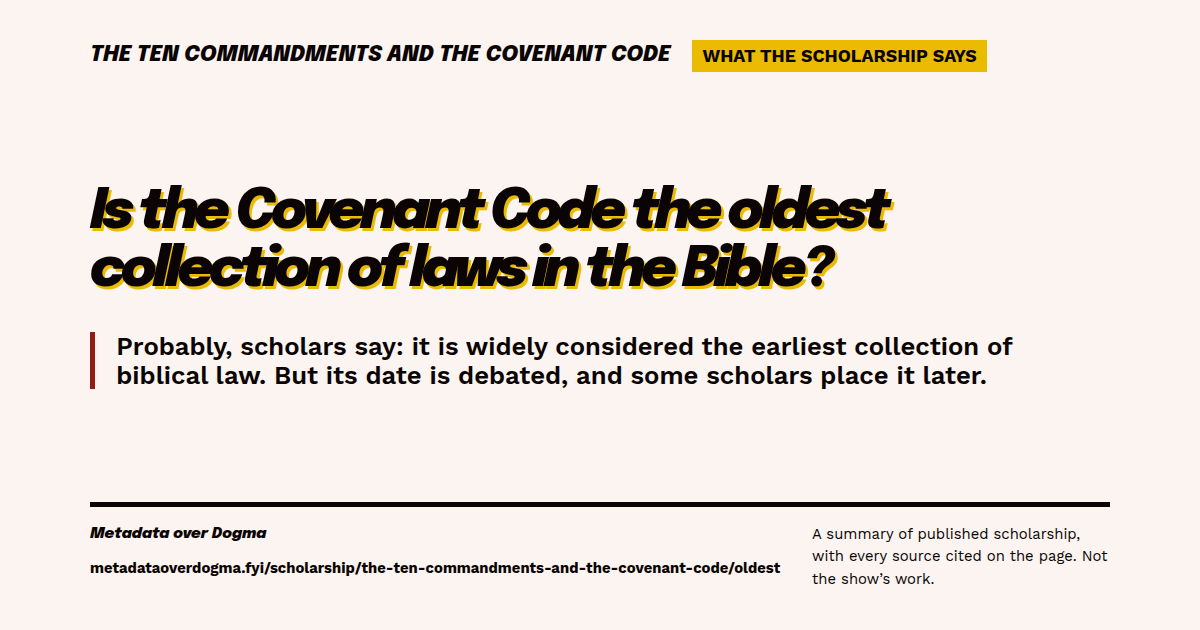 THE TEN COMMANDMENTS AND THE COVENANT CODE
WHAT THE SCHOLARSHIP SAYS
Is the Covenant Code the oldest
collection of laws in the Bible?
Probably, scholars say: it is widely considered the earliest collection of
biblical law. But its date is debated, and some scholars place it later.
Metadata over Dogma
metadataoverdogma.fyi/scholarship/the-ten-commandments-and-the-covenant-code/oldest
A summary of published scholarship,
with every source cited on the page. Not
the show’s work.